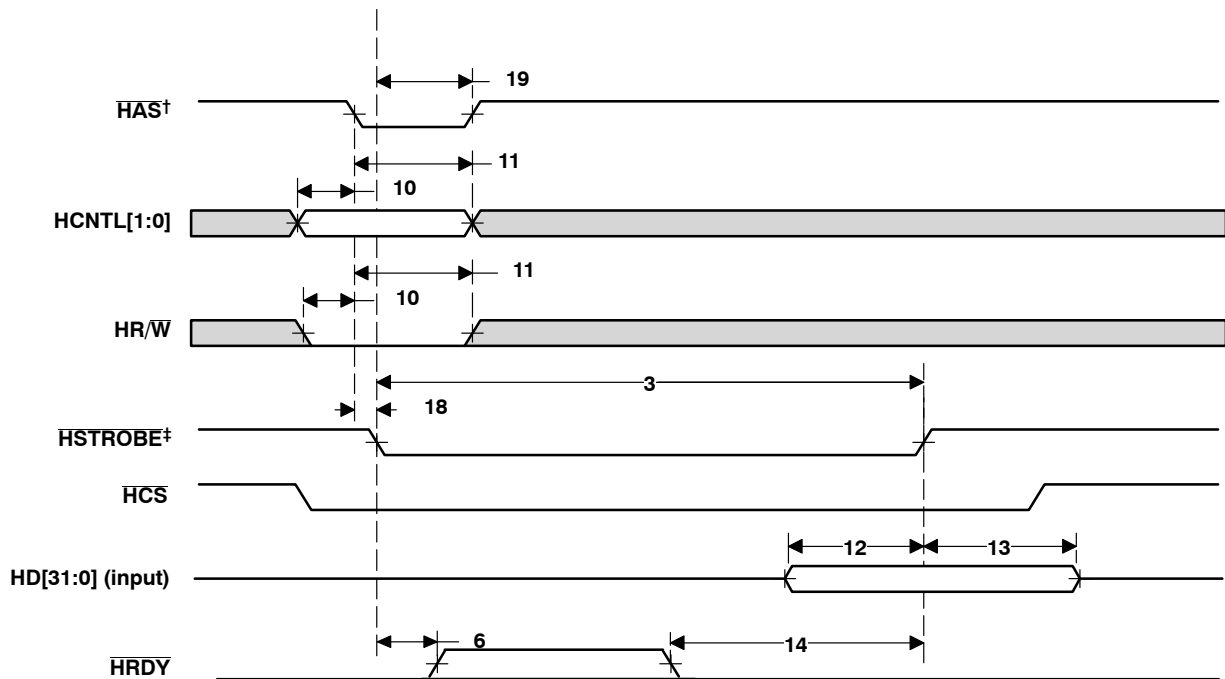 19
HAS†
11
10
HCNTL[1:0]
11
10
HR/W
3
18
HSTROBE‡
HCS
12
13
HD[31:0] (input)
6
14
HRDY